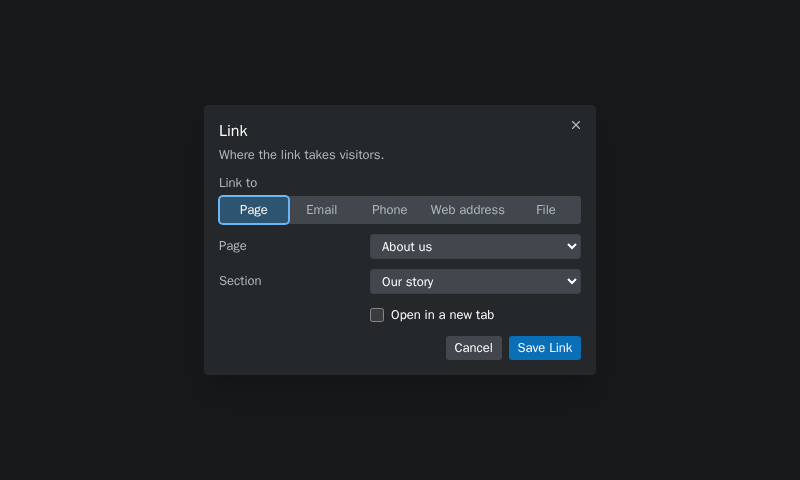 Link
Where the link takes visitors.
Link to
Page Email Phone Web address File
Page About us
Section Our story
Open in a new tab
Cancel Save Link